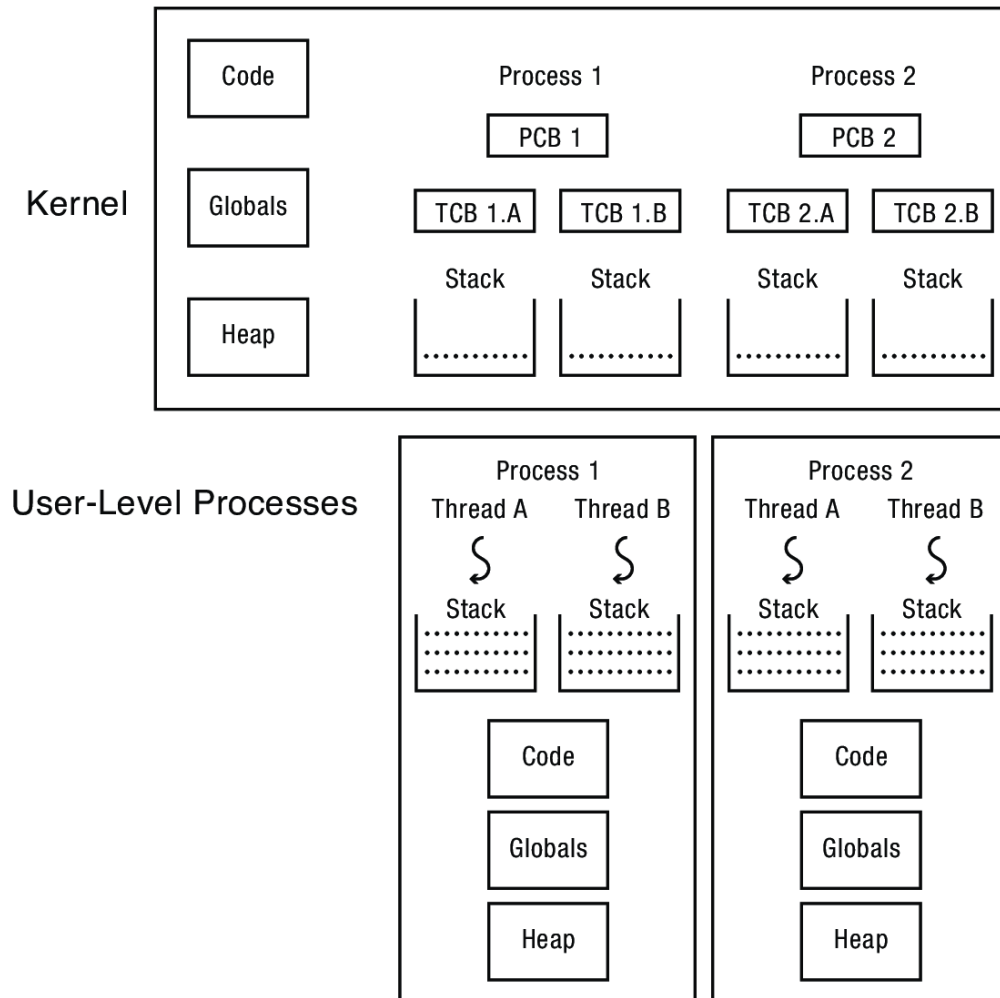 Kernel
Code
Globals
Heap
Process 1
PCB 1
TCB 1.A TCB 1.B
Stack Stack
Process 2
PCB 2
TCB 2.A TCB 2.B
Stack Stack
User-Level Processes
Process 1
Thread A Thread B
Stack Stack
Code
Globals
Heap
Process 2
Thread A Thread B
Stack Stack
Code
Globals
Heap